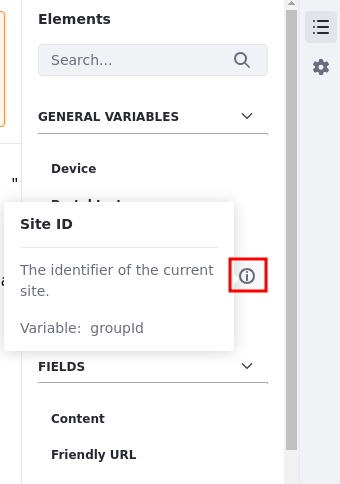 Elements
Search...
GENERAL VARIABLES
Device
Site ID
The identifier of the current
site.
Variable: groupId
FIELDS
Content
Friendly URL